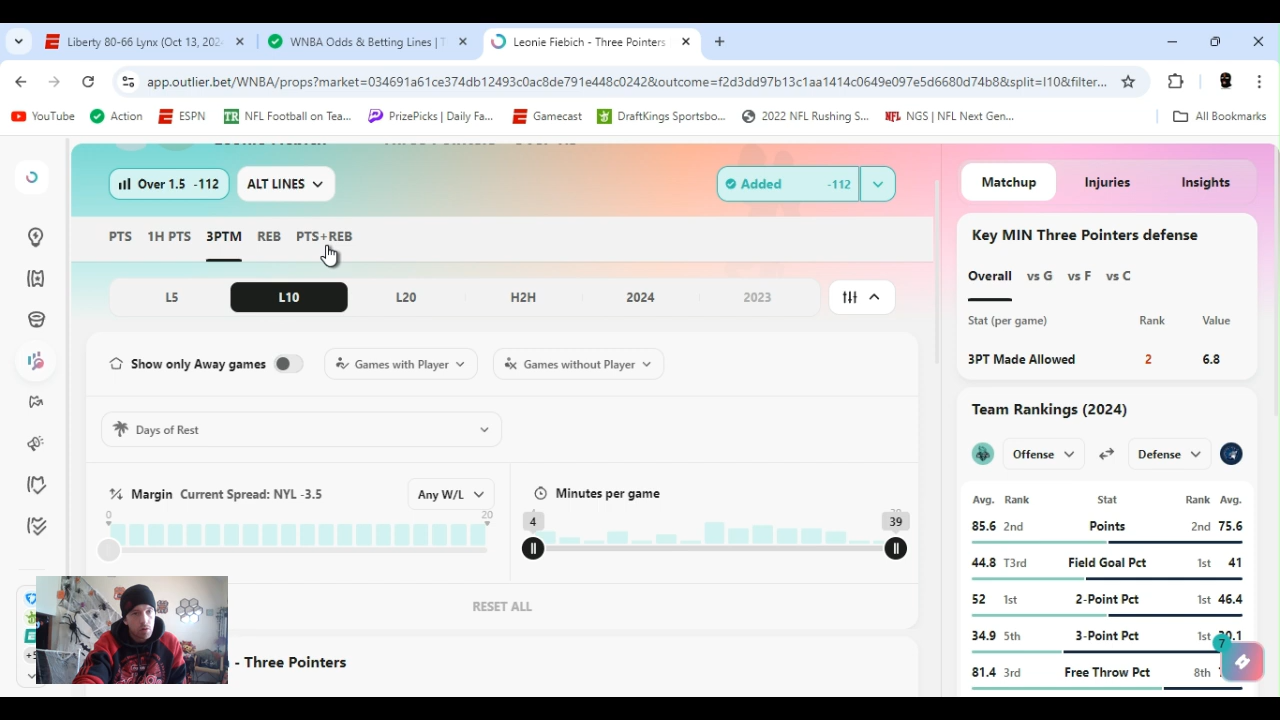 Liberty 80-66 Lynx (Oct 13, 202
WNBA Odds & Betting Lines | T
Leonie Fiebich - Three Pointers
app.outlier.bet/WNBA/props?market=034691a61ce374db12493c0ac8de791e448c0242&outcome=f2d3dd97b13c1aa1414c0649e097e5d6680d74b8&split=l10&filter...
YouTube
Action
ESPN
NFL Football on Tea...
PrizePicks | Daily Fa...
Gamecast
DraftKings Sportsbo...
2022 NFL Rushing S...
NFL NGS | NFL Next Gen...
All Bookmarks
Over 1.5 -112
ALT LINES
Added -112
PTS 1H PTS 3PTM REB PTS+REB
L5 L10 L20 H2H 2024 2023
Show only Away games
Games with Player
Games without Player
Days of Rest
Margin Current Spread: NYL -3.5
Any W/L
0 20
Minutes per game
4 39
RESET ALL
- Three Pointers
Matchup Injuries Insights
Key MIN Three Pointers defense
Overall vs G vs F vs C
Stat (per game) Rank Value
3PT Made Allowed 2 6.8
Team Rankings (2024)
Offense Defense
Avg. Rank Stat Rank Avg.
85.6 2nd Points 2nd 75.6
44.8 T3rd Field Goal Pct 1st 41
52 1st 2-Point Pct 1st 46.4
34.9 5th 3-Point Pct 1st
7
81.4 3rd Free Throw Pct 8th